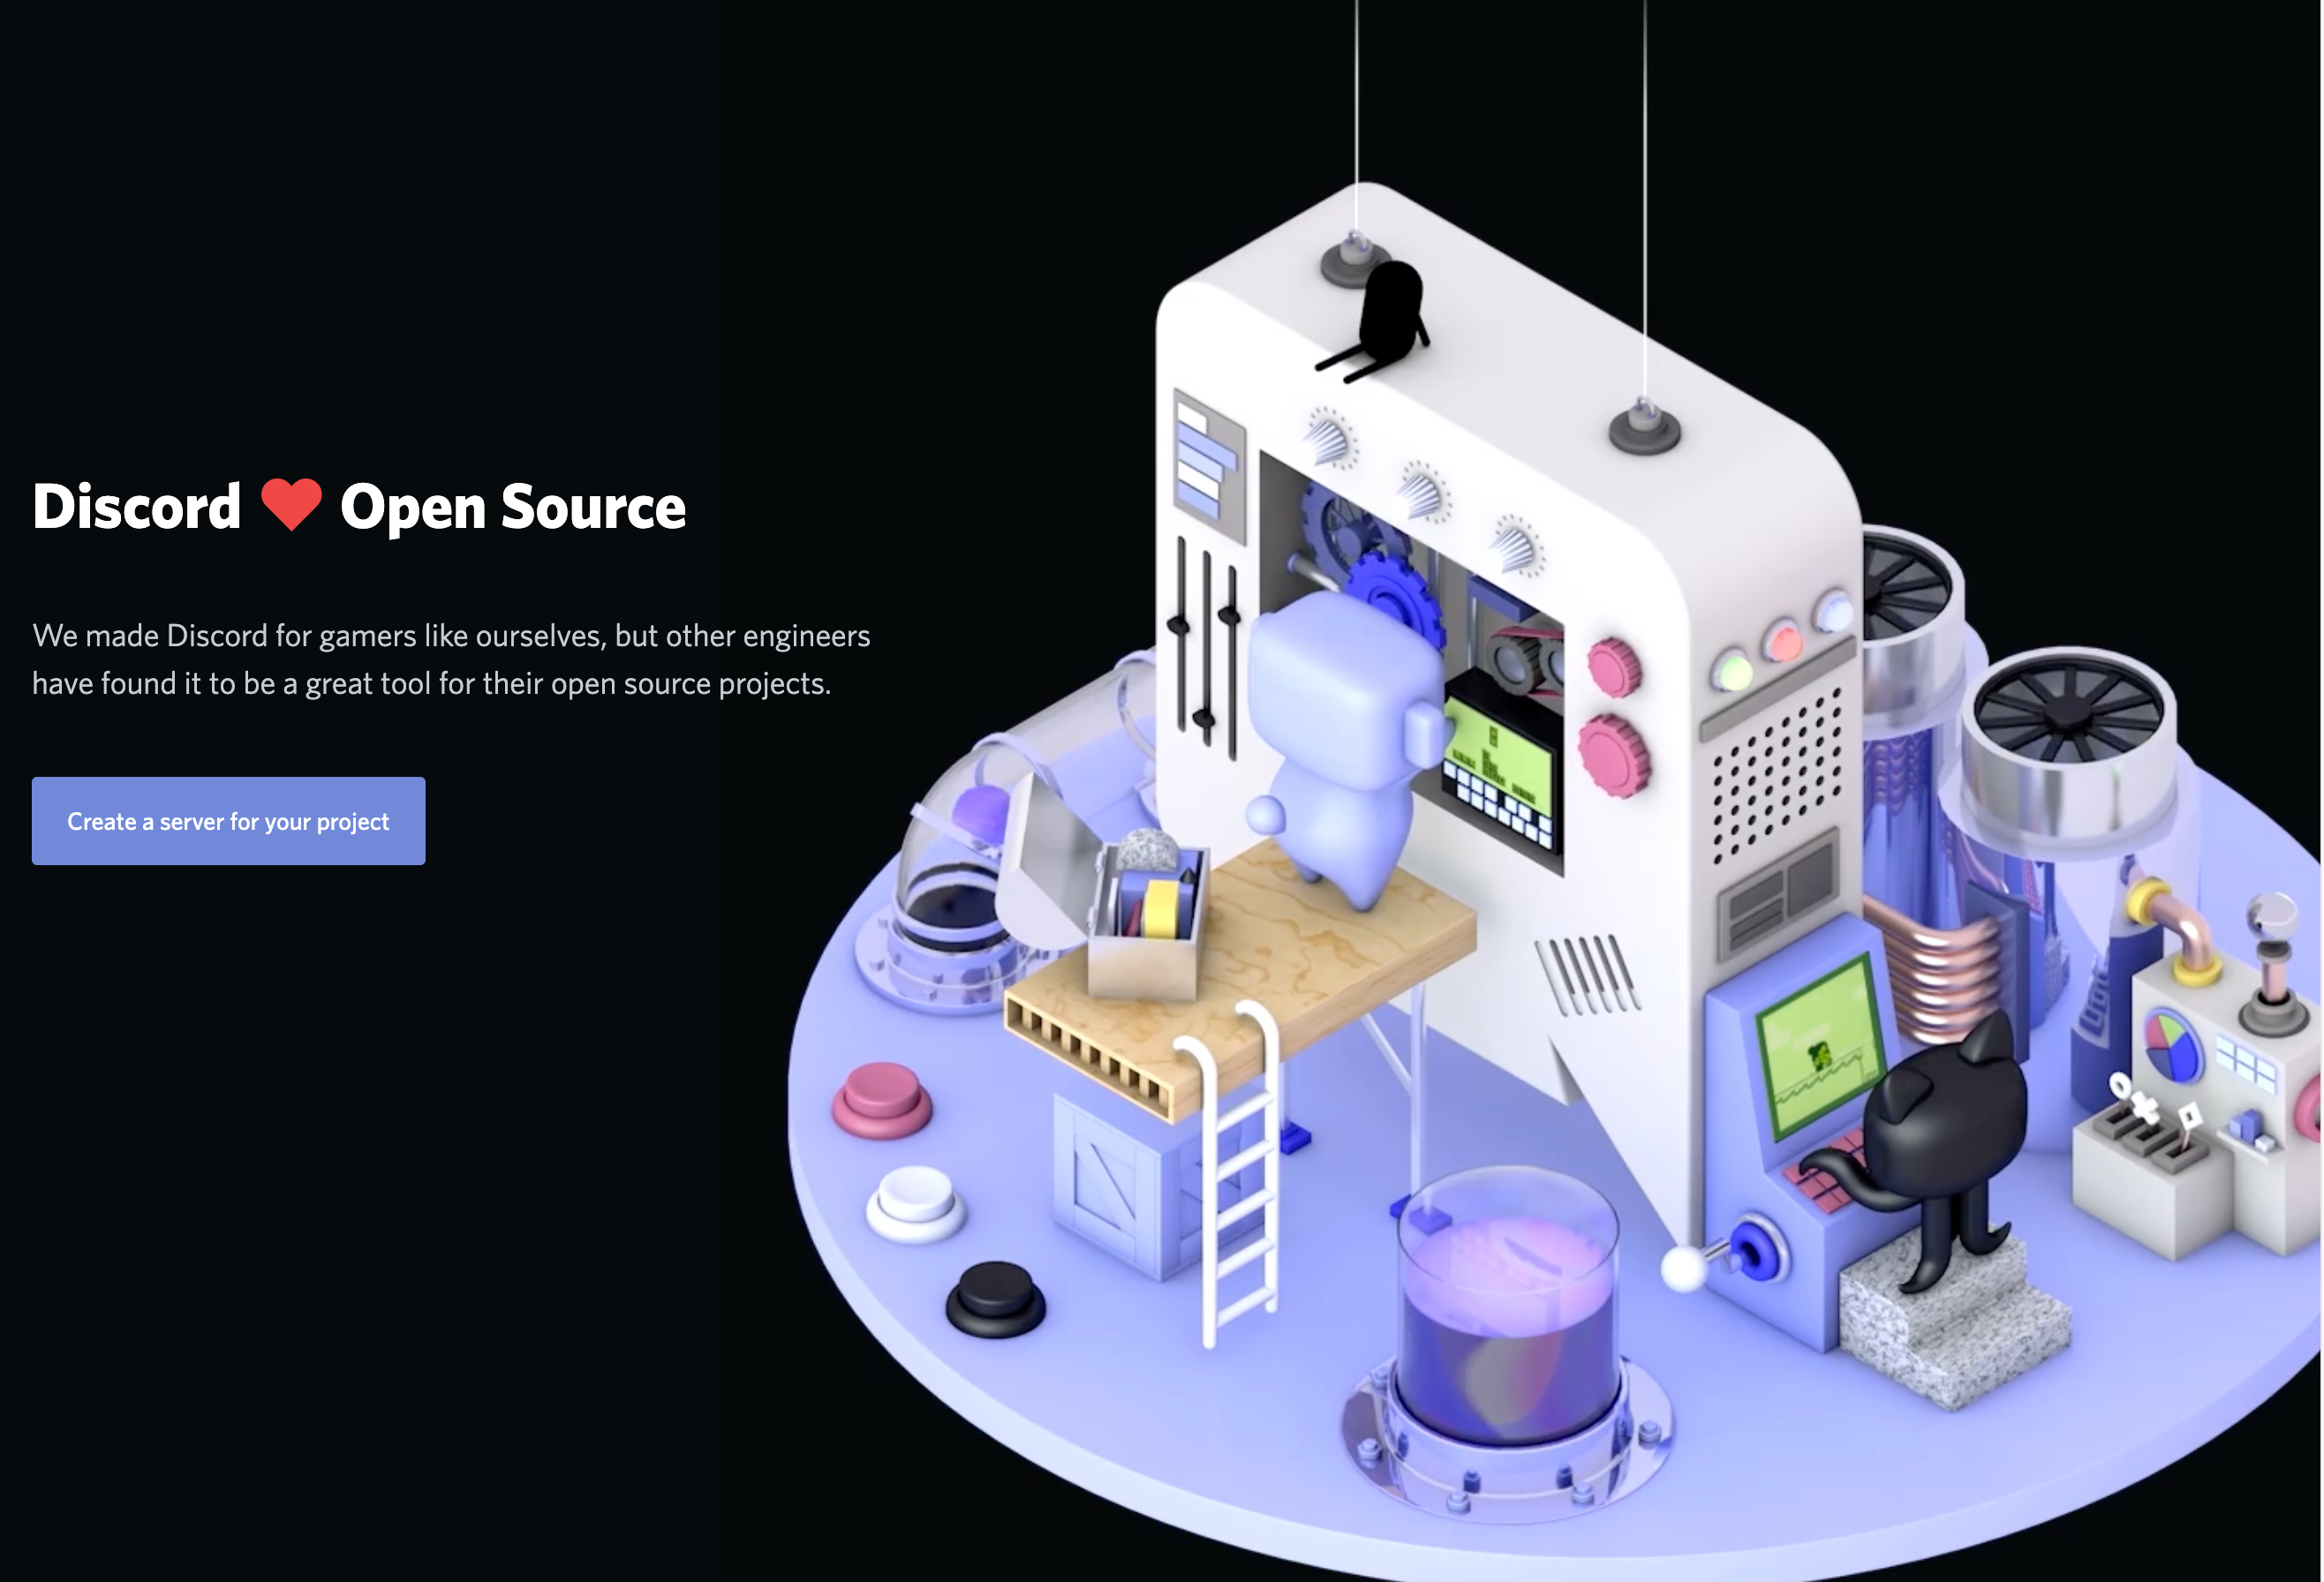 Discord ❤ Open Source
We made Discord for gamers like ourselves, but other engineers
have found it to be a great tool for their open source projects.
Create a server for your project